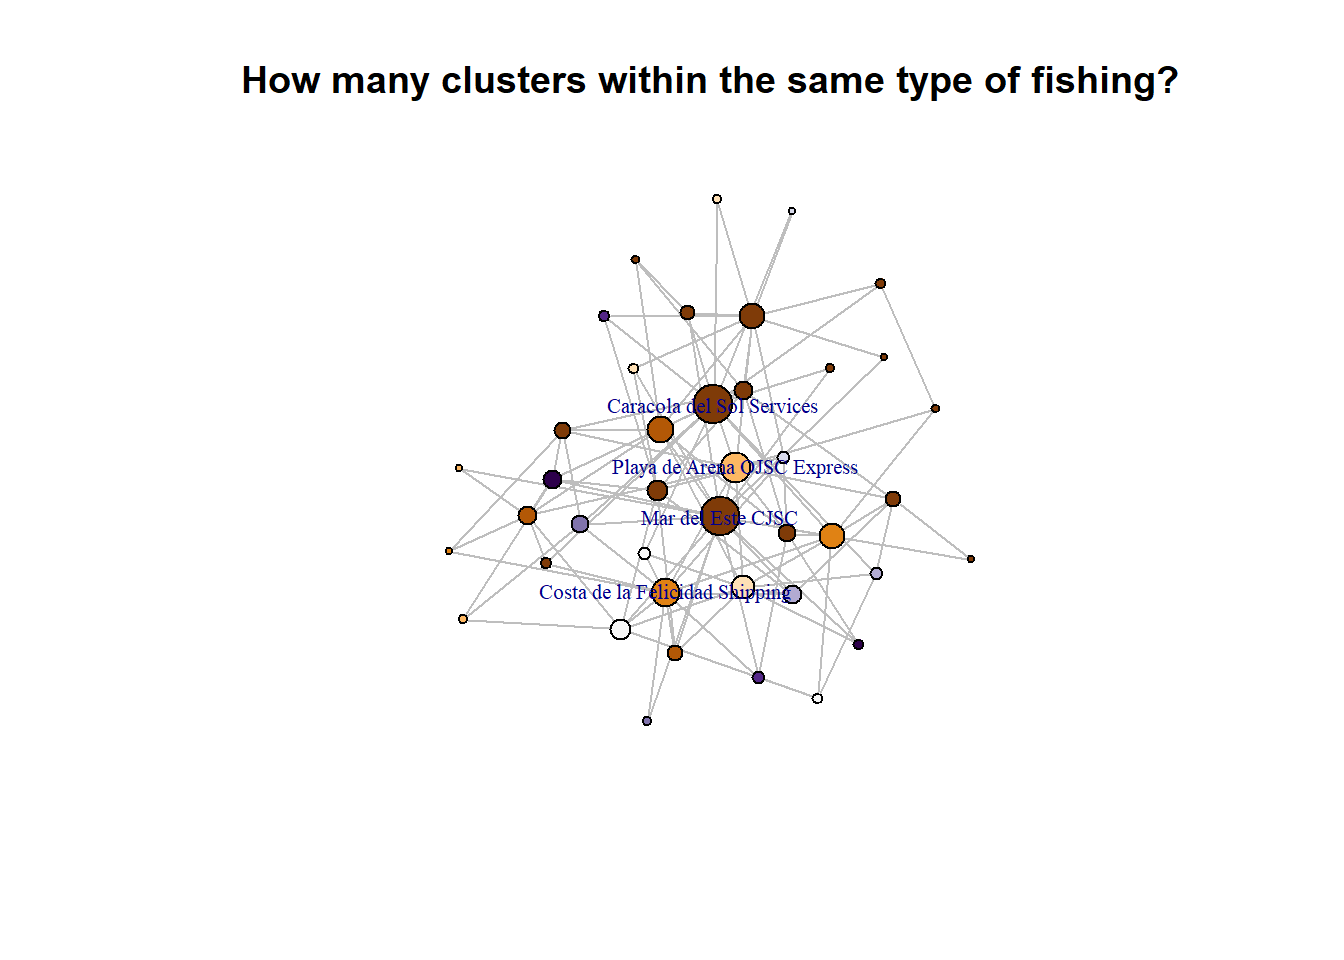 How many clusters within the same type of fishing?
Caracola del Sol Services
Playa de Arena OJSC Express
Mar del Este CJSC
Costa de la Felicidad Shipping